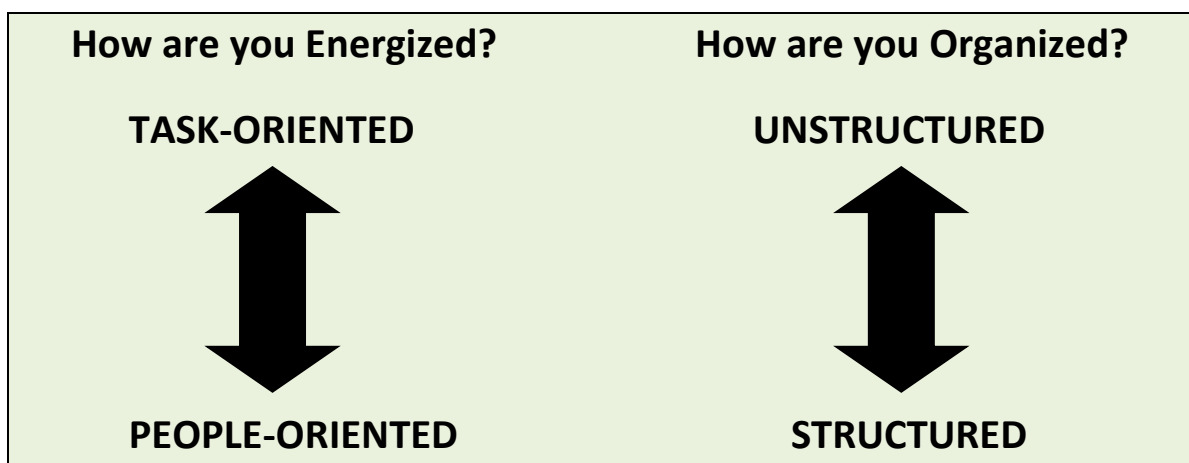 How are you Energized?
How are you Organized?
TASK-ORIENTED
UNSTRUCTURED
PEOPLE-ORIENTED
STRUCTURED